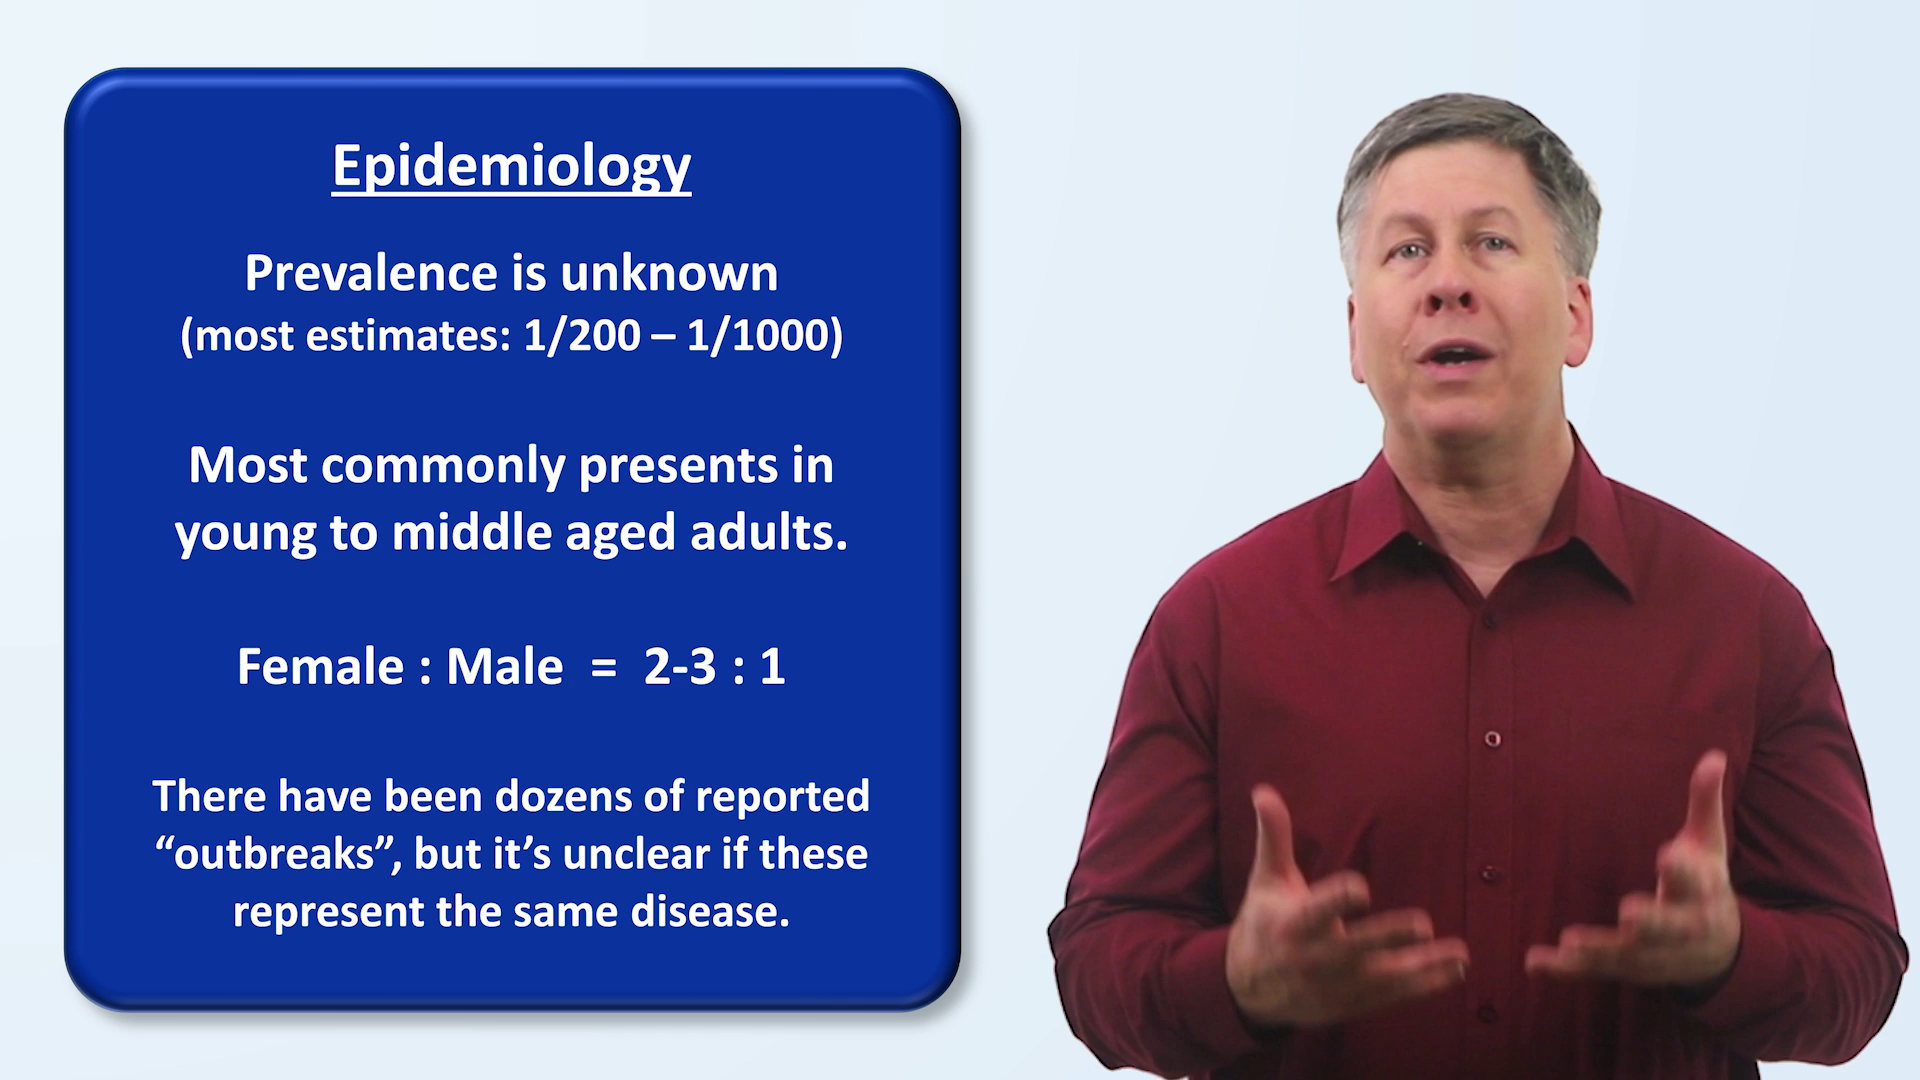 Epidemiology
Prevalence is unknown
(most estimates: 1/200 – 1/1000)
Most commonly presents in
young to middle aged adults.
Female : Male = 2-3 : 1
There have been dozens of reported
“outbreaks”, but it’s unclear if these
represent the same disease.